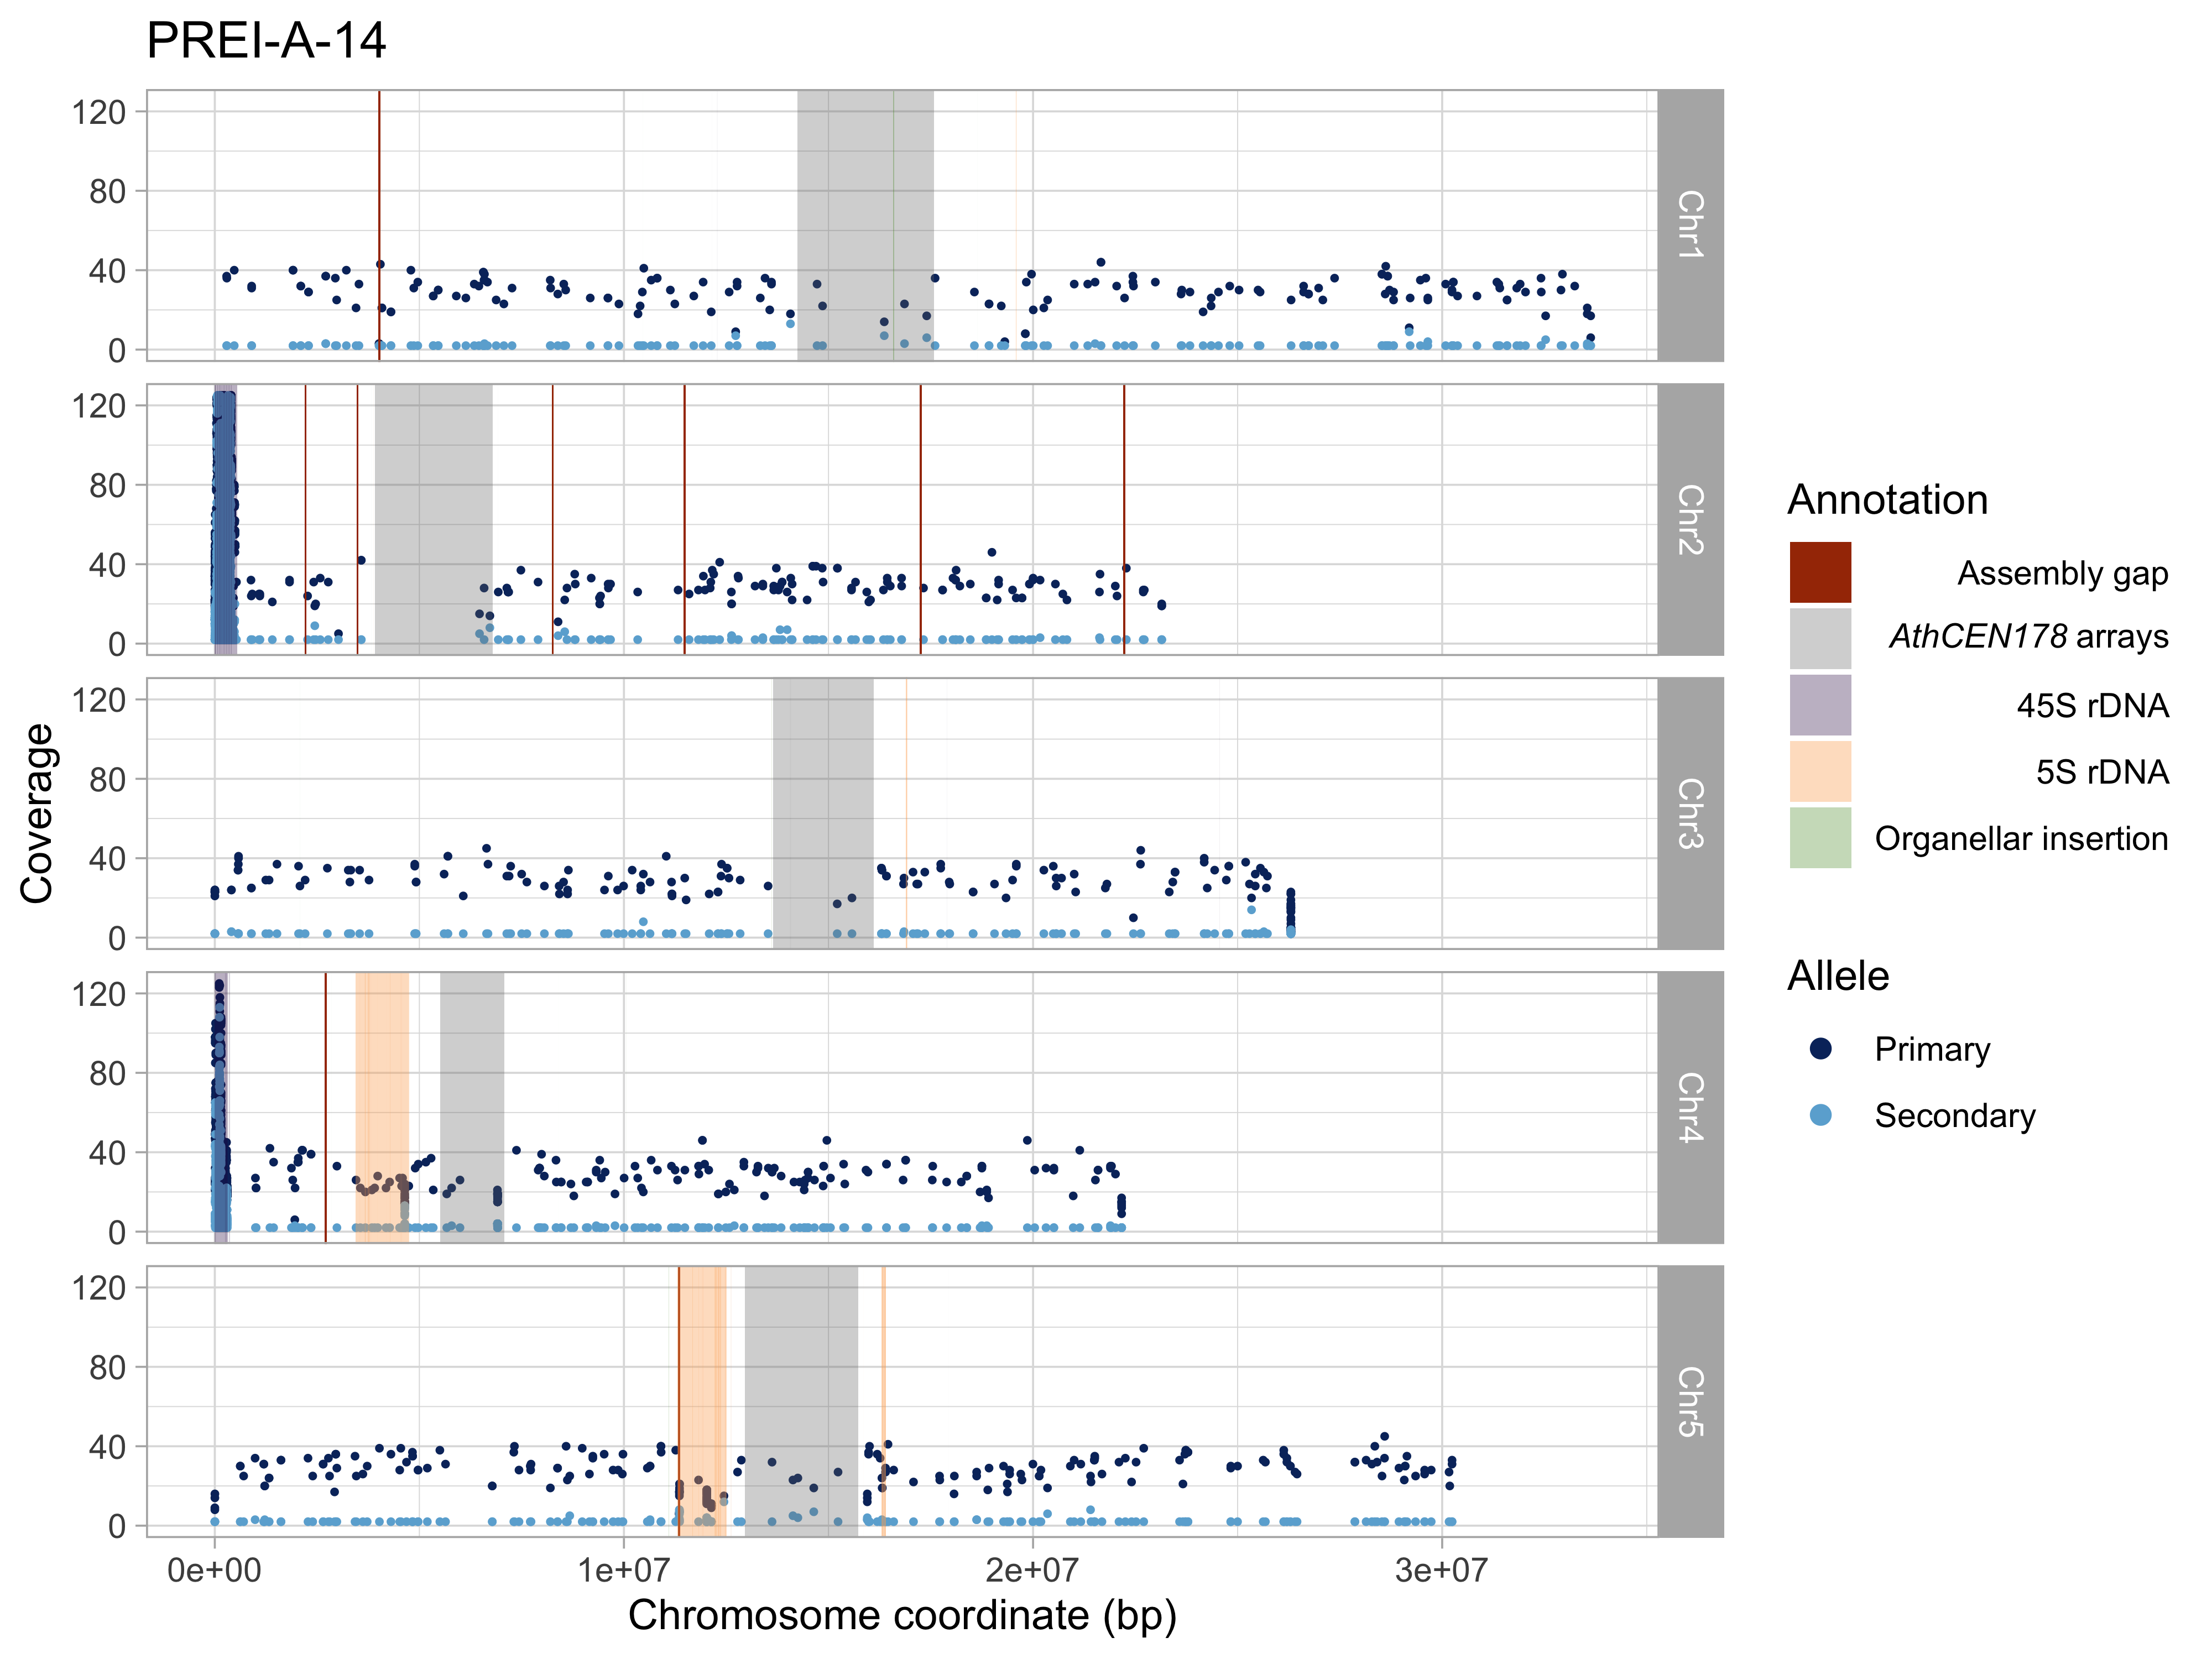 PREI-A-14
120
80
40
0
Chr1
120
80
40
0
Chr2
120
80
40
0
Chr3
120
80
40
0
Chr4
120
80
40
0
Chr5
0e+00
1e+07
2e+07
3e+07
Chromosome coordinate (bp)
Coverage
Annotation
Assembly gap
AthCEN178 arrays
45S rDNA
5S rDNA
Organellar insertion
Allele
Primary
Secondary